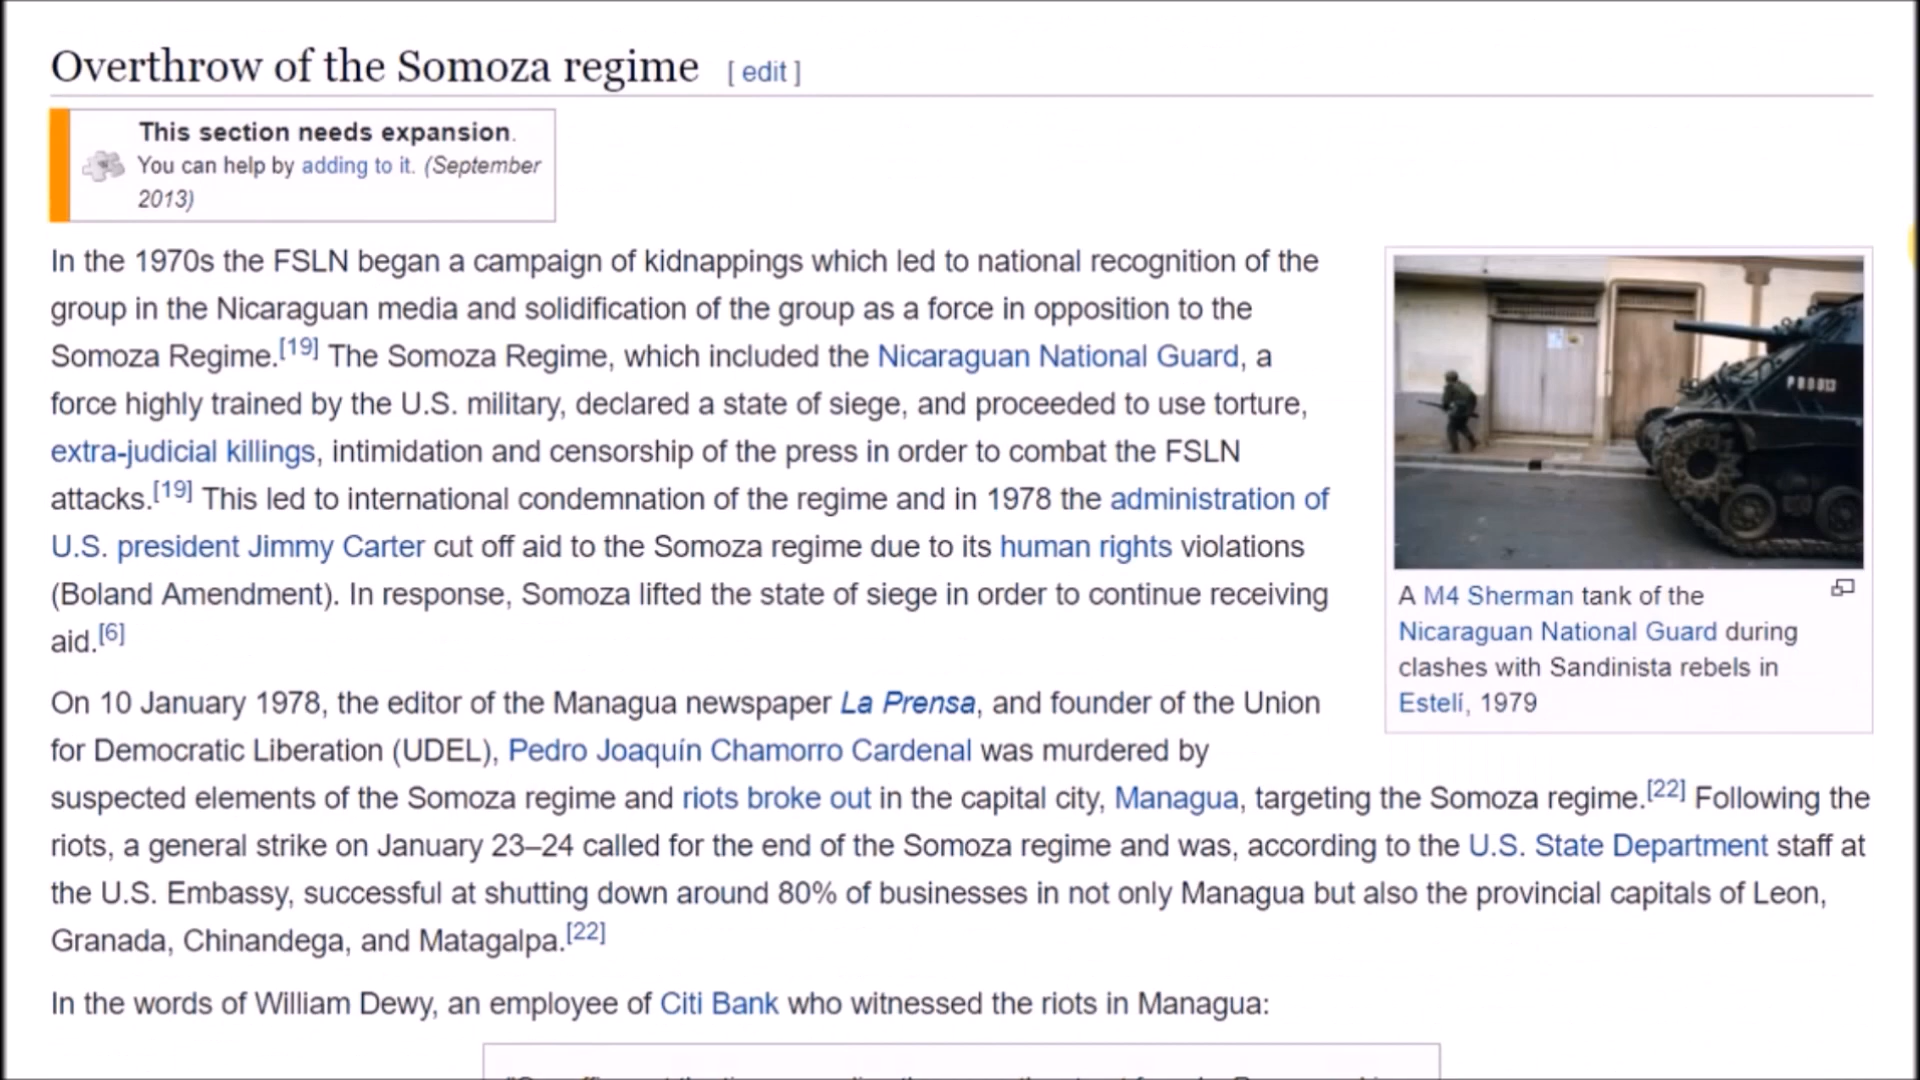 Overthrow of the Somoza regime [ edit ]
This section needs expansion.
You can help by adding to it. (September
2013)
In the 1970s the FSLN began a campaign of kidnappings which led to national recognition of the
group in the Nicaraguan media and solidification of the group as a force in opposition to the
Somoza Regime.[19] The Somoza Regime, which included the Nicaraguan National Guard, a
force highly trained by the U.S. military, declared a state of siege, and proceeded to use torture,
extra-judicial killings, intimidation and censorship of the press in order to combat the FSLN
attacks.[19] This led to international condemnation of the regime and in 1978 the administration of
U.S. president Jimmy Carter cut off aid to the Somoza regime due to its human rights violations
(Boland Amendment). In response, Somoza lifted the state of siege in order to continue receiving
aid.[6]
A M4 Sherman tank of the
Nicaraguan National Guard during
clashes with Sandinista rebels in
Estelí, 1979
On 10 January 1978, the editor of the Managua newspaper La Prensa, and founder of the Union
for Democratic Liberation (UDEL), Pedro Joaquín Chamorro Cardenal was murdered by
suspected elements of the Somoza regime and riots broke out in the capital city, Managua, targeting the Somoza regime.[22] Following the
riots, a general strike on January 23–24 called for the end of the Somoza regime and was, according to the U.S. State Department staff at
the U.S. Embassy, successful at shutting down around 80% of businesses in not only Managua but also the provincial capitals of Leon,
Granada, Chinandega, and Matagalpa.[22]
In the words of William Dewy, an employee of Citi Bank who witnessed the riots in Managua: